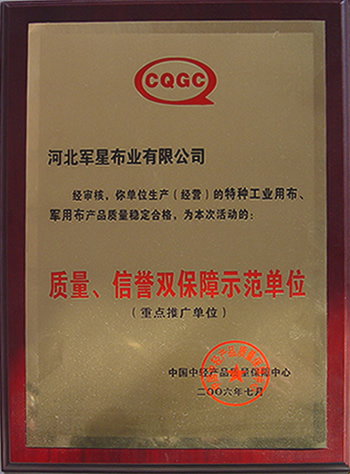 CQGC
河北军星布业有限公司
经审核，你单位生产（经营）的特种工业用布、
军用布产品质量稳定合格，为本次活动的：
质量、信誉双保障示范单位
（重点推广单位）
中国中轻产品质量保障中心
二00六年七月